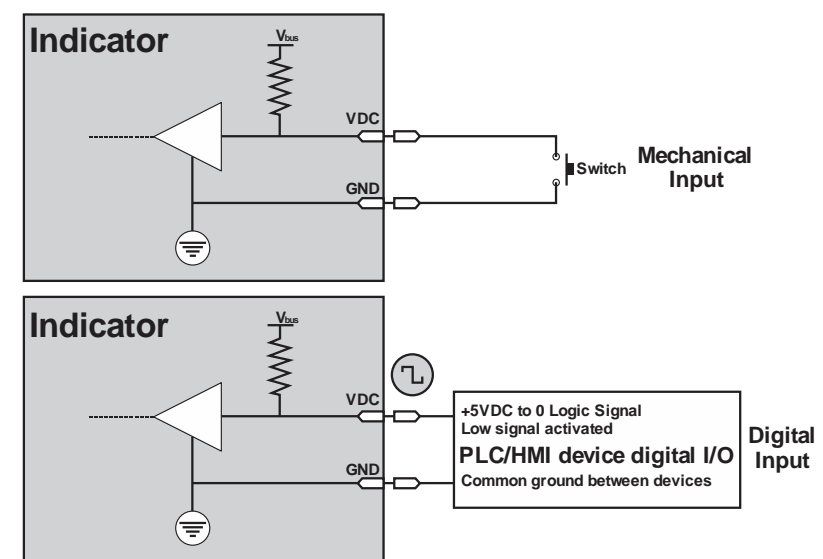 Indicator
Vbus
VDC
GND
Switch
Mechanical
Input
Indicator
Vbus
VDC
GND
+5VDC to 0 Logic Signal
Low signal activated
PLC/HMI device digital I/O
Common ground between devices
Digital
Input